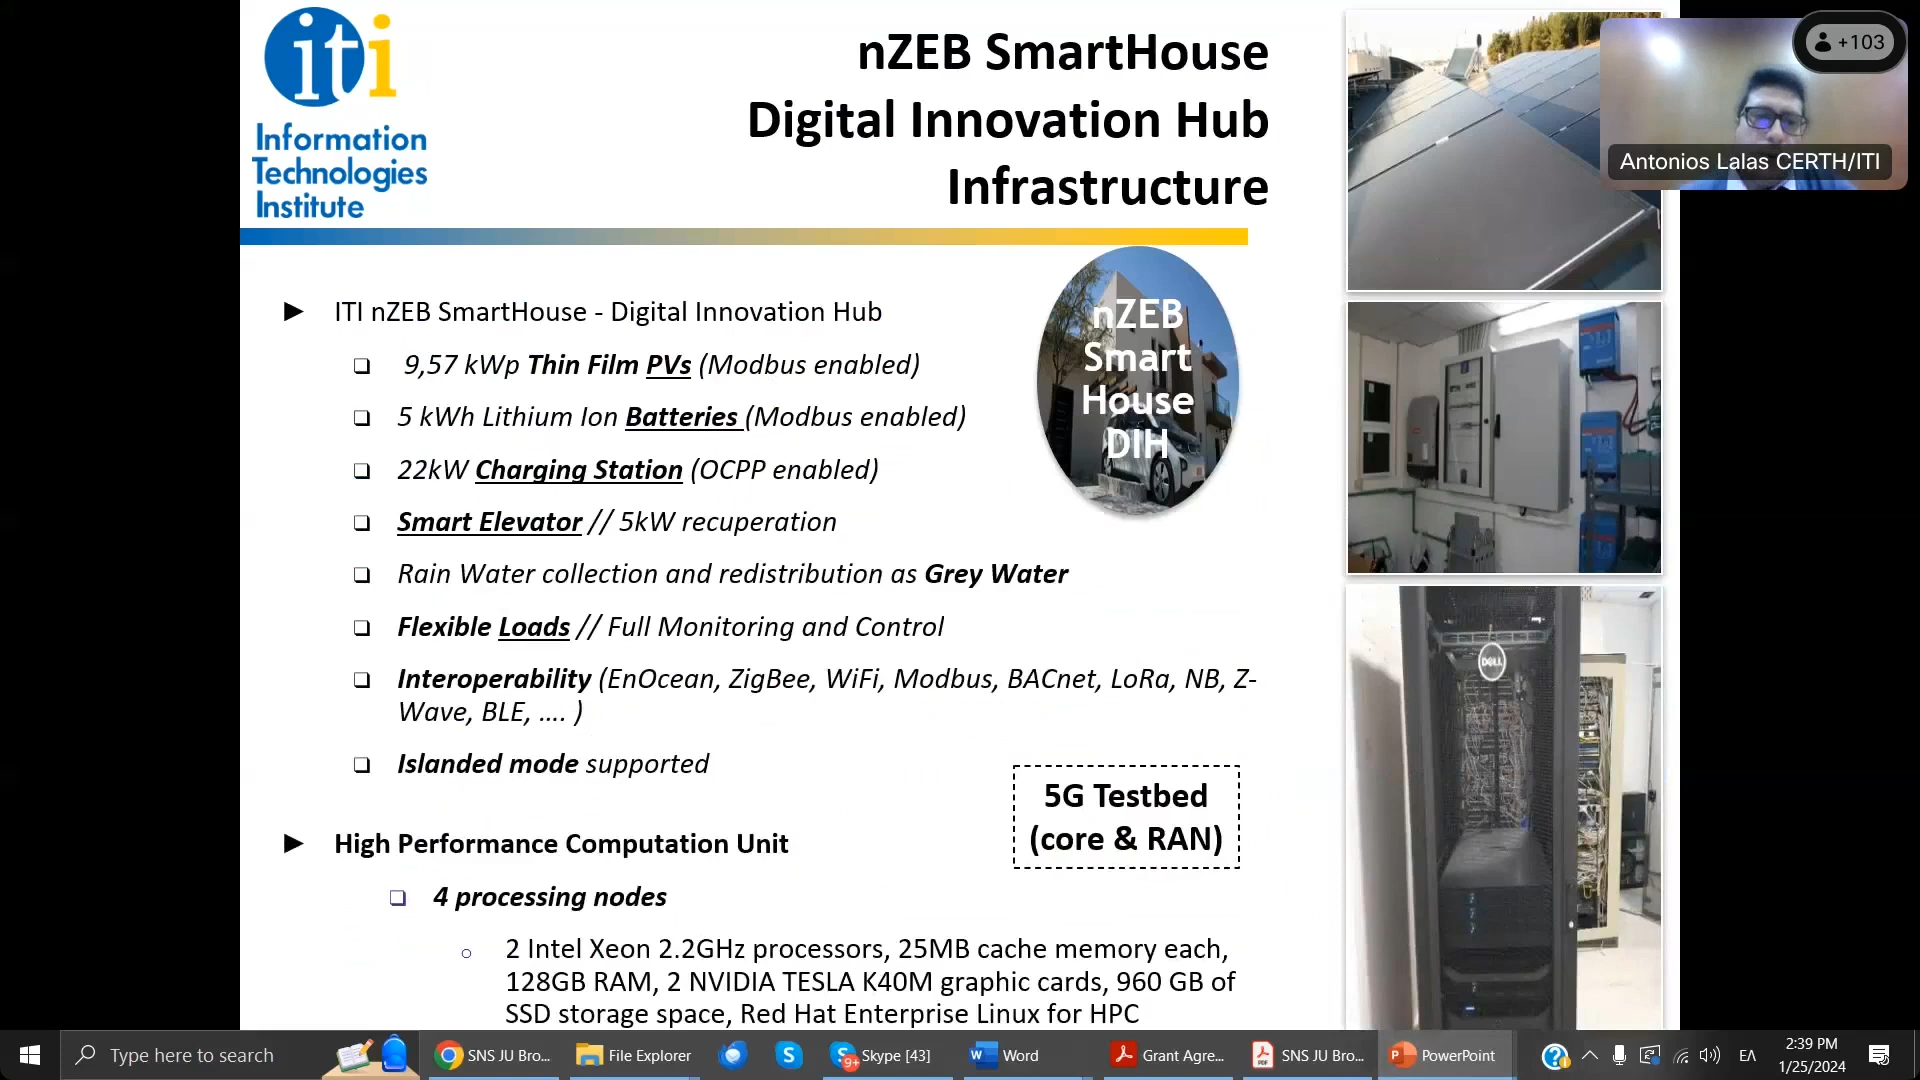 iti
Information
Technologies
Institute
nZEB SmartHouse
Digital Innovation Hub
Infrastructure
+103
Antonios Lalas CERTH/ITI
► ITI nZEB SmartHouse - Digital Innovation Hub
❑ 9,57 kWp Thin Film PVs (Modbus enabled)
❑ 5 kWh Lithium Ion Batteries (Modbus enabled)
❑ 22kW Charging Station (OCPP enabled)
❑ Smart Elevator // 5kW recuperation
❑ Rain Water collection and redistribution as Grey Water
❑ Flexible Loads // Full Monitoring and Control
❑ Interoperability (EnOcean, ZigBee, WiFi, Modbus, BACnet, LoRa, NB, Z-
Wave, BLE, .... )
❑ Islanded mode supported
nZEB
Smart
House
DIH
5G Testbed
(core & RAN)
► High Performance Computation Unit
❑ 4 processing nodes
○ 2 Intel Xeon 2.2GHz processors, 25MB cache memory each,
128GB RAM, 2 NVIDIA TESLA K40M graphic cards, 960 GB of
SSD storage space, Red Hat Enterprise Linux for HPC
DELL
Type here to search
SNS JU Bro...
File Explorer
9+
Skype [43]
Word
Grant Agre...
SNS JU Bro...
PowerPoint
ΕΛ
2:39 PM
1/25/2024